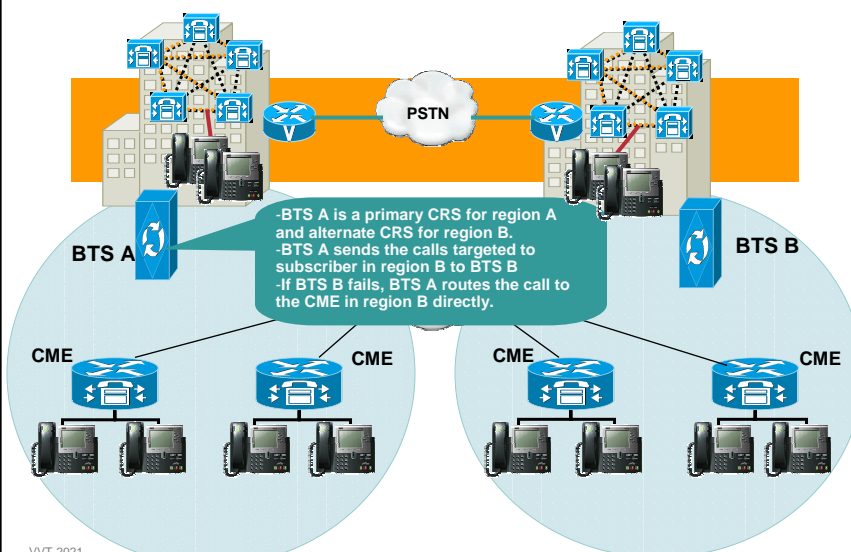 PSTN
V
V
-BTS A is a primary CRS for region A
and alternate CRS for region B.
-BTS A sends the calls targeted to
subscriber in region B to BTS B
-If BTS B fails, BTS A routes the call to
the CME in region B directly.
BTS A
BTS B
CME
CME
CME
CME
VVT-2021